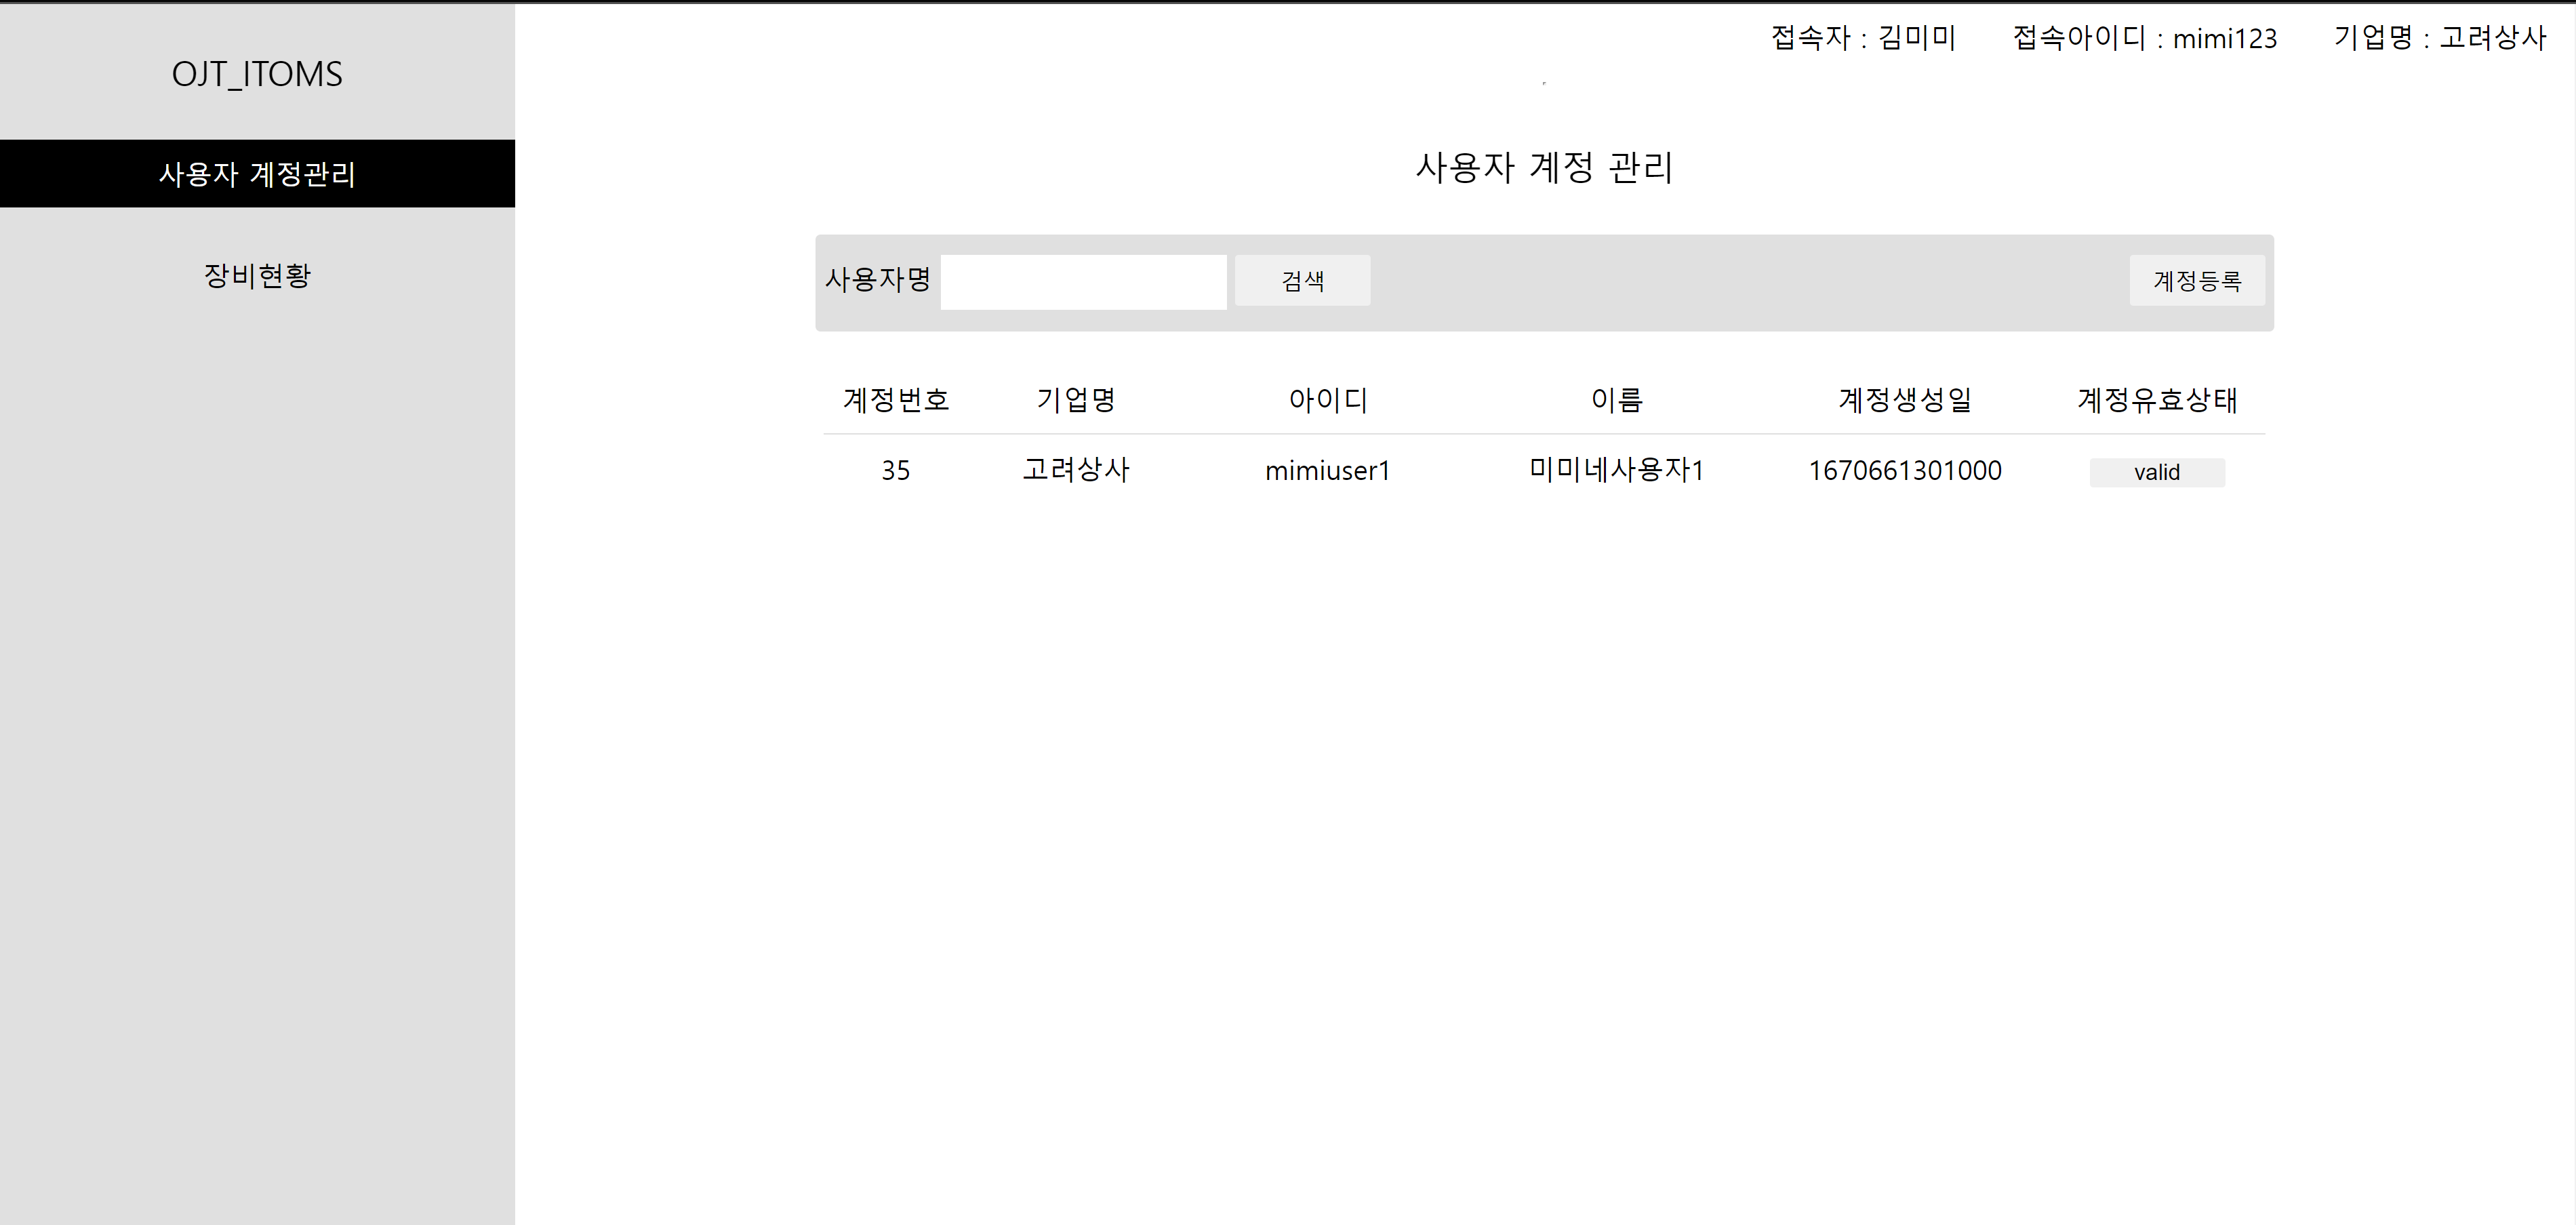 접속자 : 김미미 접속아이디 : mimi123 기업명 : 고려상사
OJT_ITOMS
사용자 계정관리
장비현황
사용자 계정 관리
사용자명 검색 계정등록
계정번호 기업명 아이디 이름 계정생성일 계정유효상태
35 고려상사 mimiuser1 미미네사용자1 1670661301000 valid